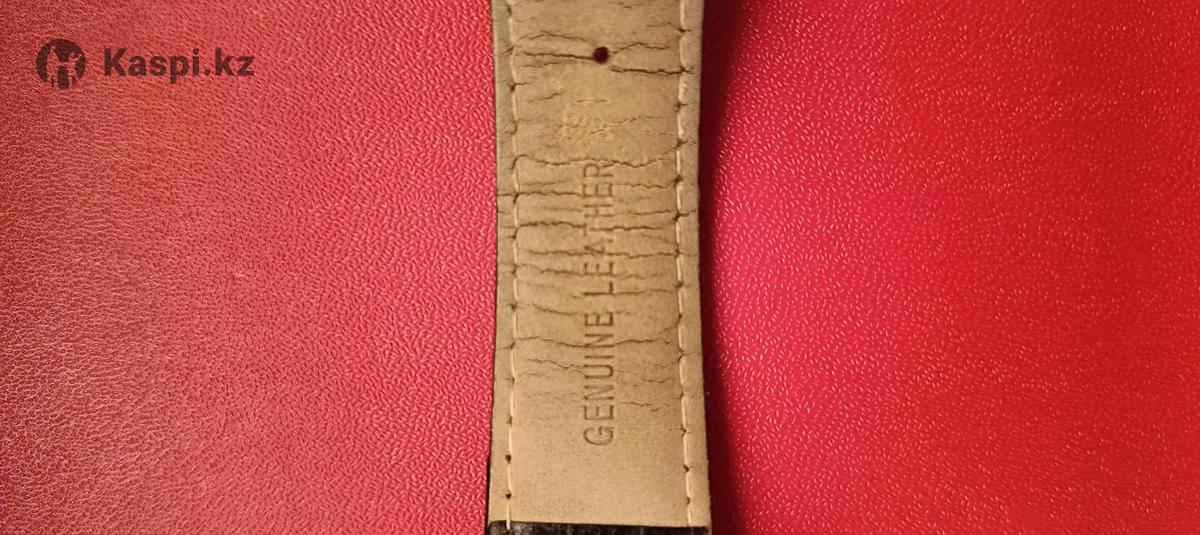 Kaspi.kz
GENUINE LEATHER